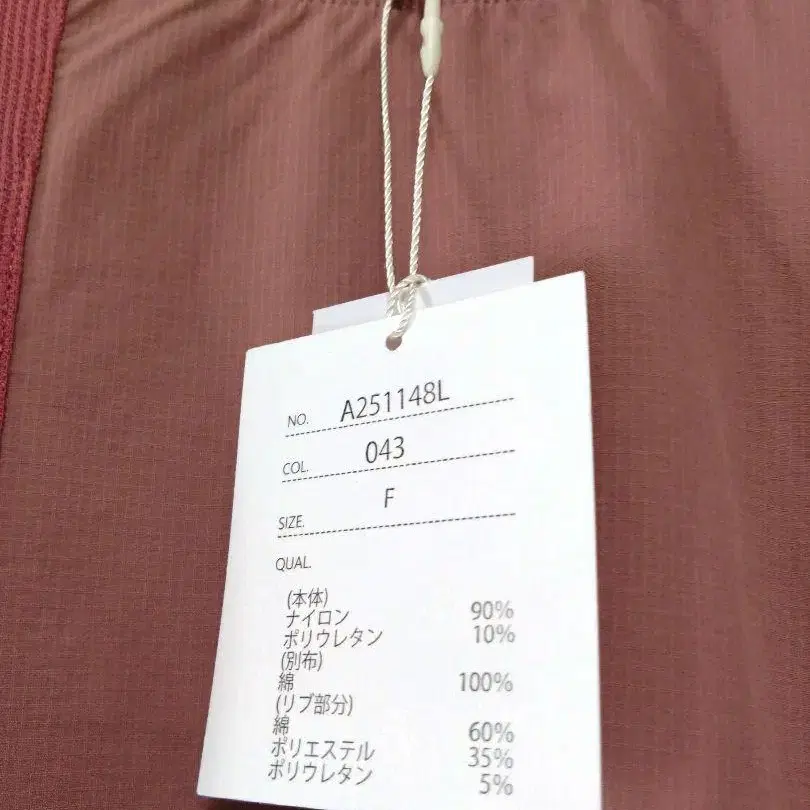 NO. A251148L
COL. 043
SIZE. F
QUAL.
(本体)
ナイロン 90%
ポリウレタン 10%
(別布)
綿 100%
(リブ部分)
綿 60%
ポリエステル 35%
ポリウレタン 5%